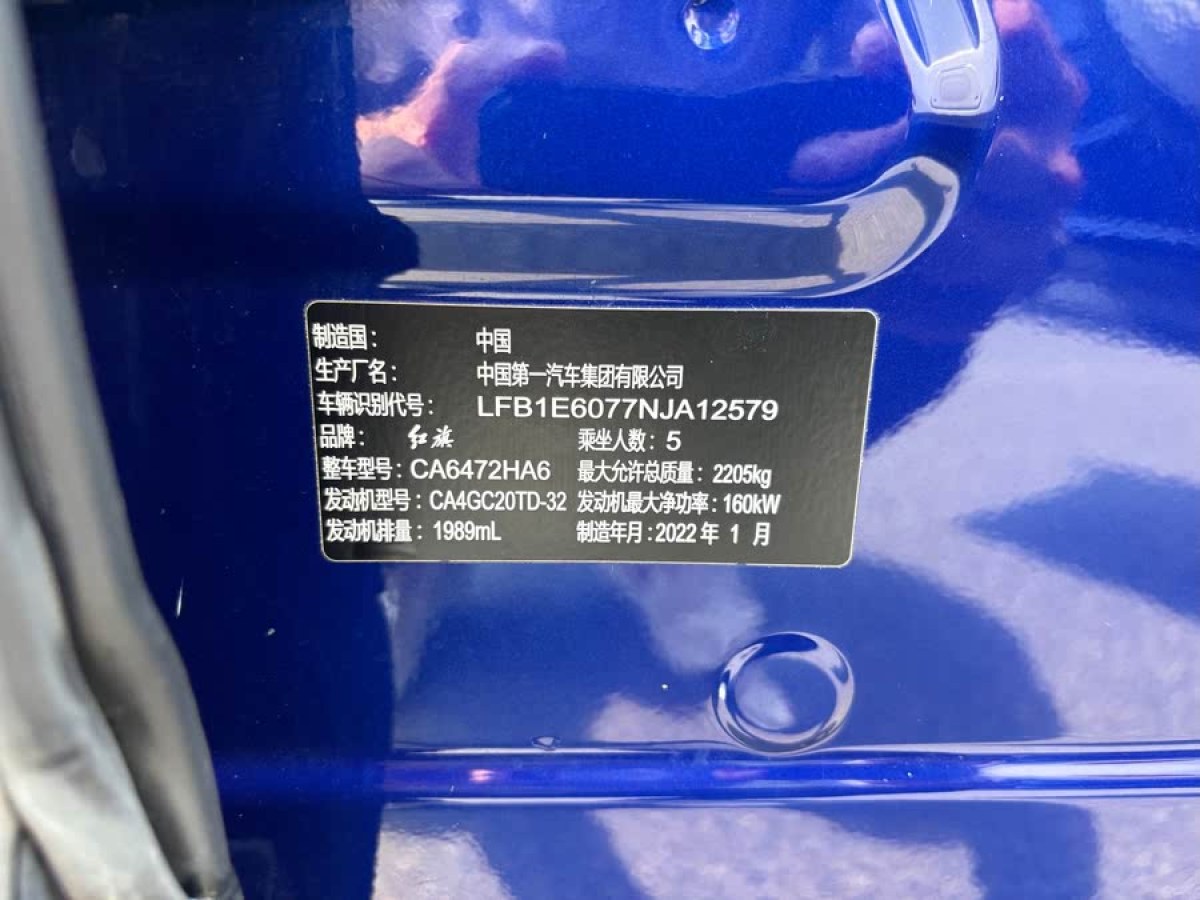 制造国： 中国
生产厂名： 中国第一汽车集团有限公司
车辆识别代号： LFB1E6077NJA12579
品牌： 红旗 乘坐人数： 5
整车型号：CA6472HA6 最大允许总质量： 2205kg
发动机型号：CA4GC20TD-32 发动机最大净功率：160kW
发动机排量：1989mL 制造年月：2022年 1 月